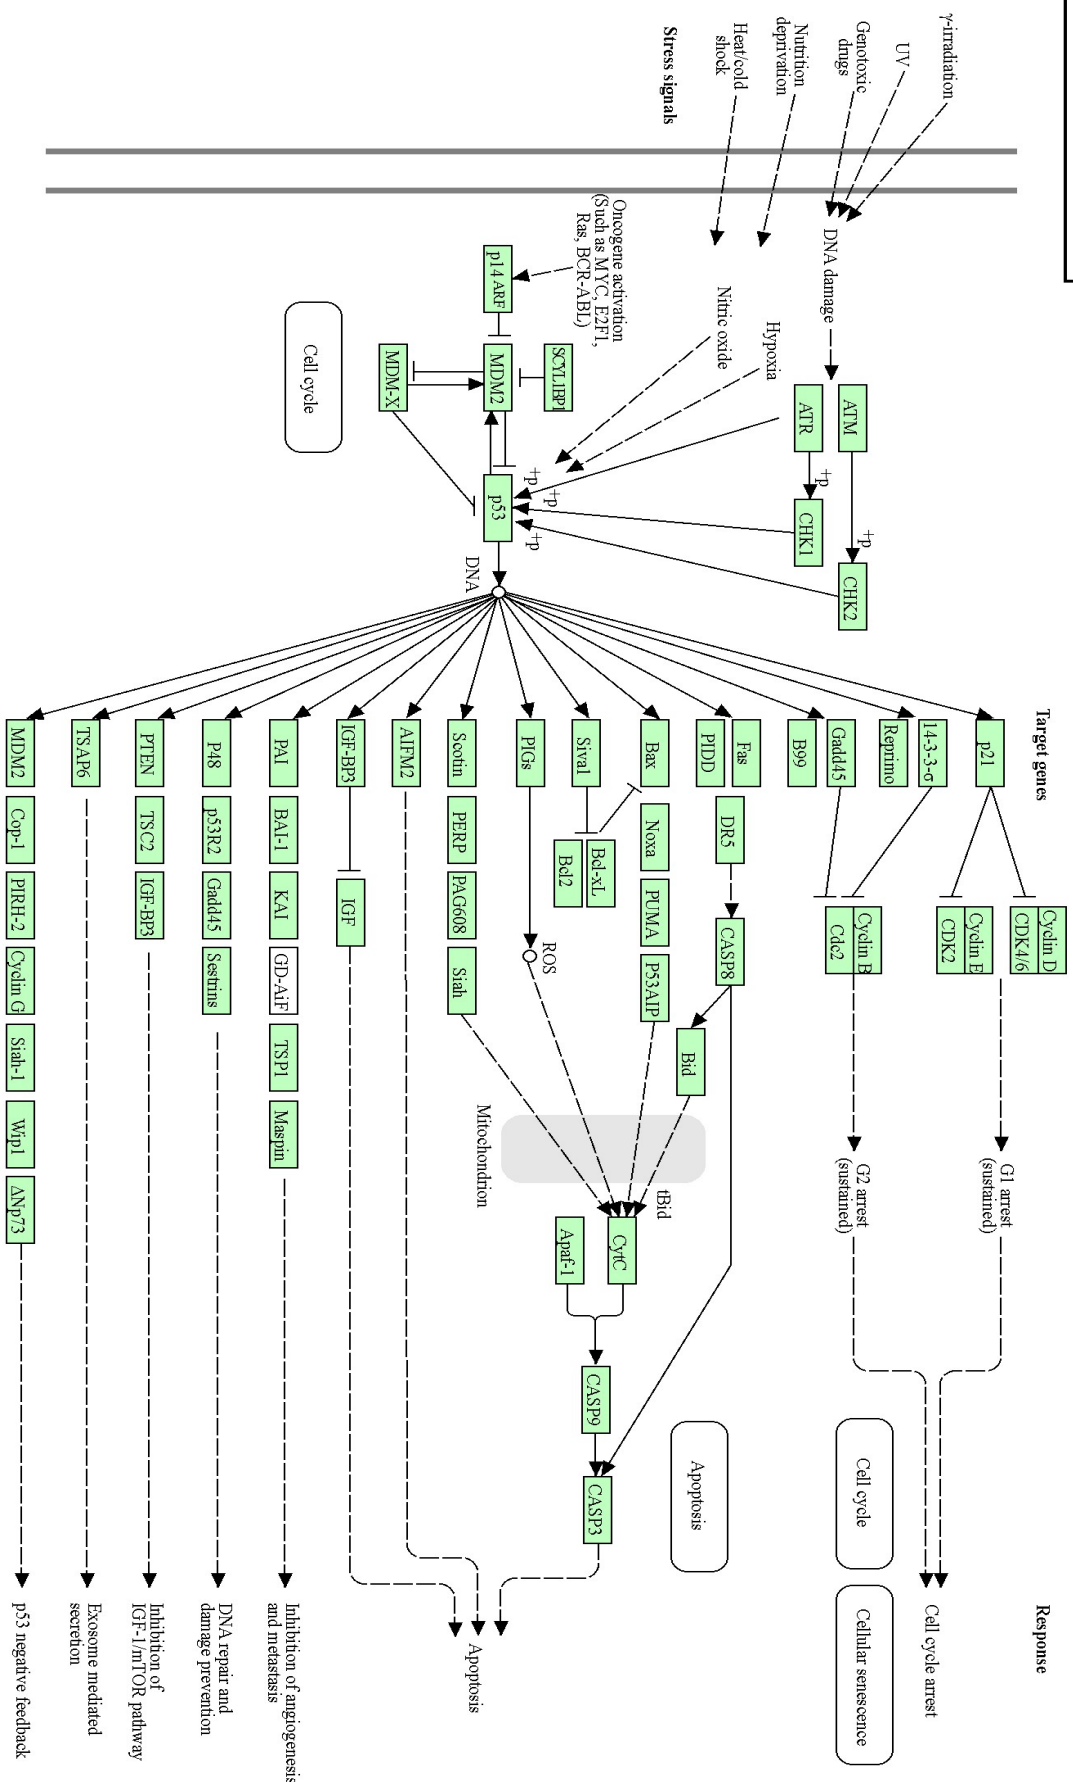 Stress signals
Target genes
Response
γ-irradiation
UV
Genotoxic
drugs
Nutrition
deprivation
Heat/cold
shock
DNA damage
Hypoxia
Nitric oxide
Oncogene activation
(Such as MYC, E2F1,
Ras, BCR-ABL)
ATM
ATR
+p
+p
CHK2
CHK1
p14ARF
SCYL1BP1
MDM2
MDM-X
+p
+p
+p
p53
DNA
Cell cycle
p21
Cyclin D
CDK4/6
Cyclin E
CDK2
G1 arrest
(sustained)
14-3-3-σ
Reprimo
Gadd45
B99
Cyclin B
Cdc2
G2 arrest
(sustained)
Cell cycle arrest
Cell cycle
Cellular senescence
Fas
PIDD
DR5
CASP8
Bid
tBid
Apoptosis
Bax
Noxa
PUMA
P53AIP
Siva1
Bcl-xL
Bcl2
CytC
Apaf-1
CASP9
CASP3
PIGs
ROS
Mitochondrion
Scotin
PERP
PAG608
Siah
AIFM2
Apoptosis
IGF-BP3
IGF
PAI
BAI-1
KAI
GD-AiF
TSP1
Maspin
Inhibition of angiogenesis
and metastasis
P48
p53R2
Gadd45
Sestrins
DNA repair and
damage prevention
PTEN
TSC2
IGF-BP3
Inhibition of
IGF-1/mTOR pathway
TSAP6
Exosome mediated
secretion
MDM2
Cop-1
PIRH-2
Cyclin G
Siah-1
Wip1
ΔNp73
p53 negative feedback